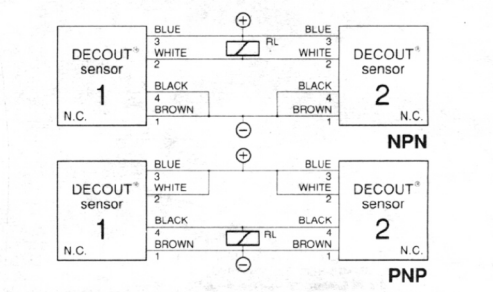 ⊕
BLUE BLUE
3 RL 3
WHITE WHITE
DECOUT® 2 2 DECOUT®
sensor sensor
1 BLACK BLACK 2
4 4
BROWN BROWN
N.C. 1 1 N.C.
⊖
NPN
⊕
BLUE BLUE
3 3
WHITE WHITE
DECOUT® 2 2 DECOUT®
sensor sensor
1 BLACK BLACK 2
4 RL 4
BROWN BROWN
N.C. 1 1 N.C.
⊖
PNP